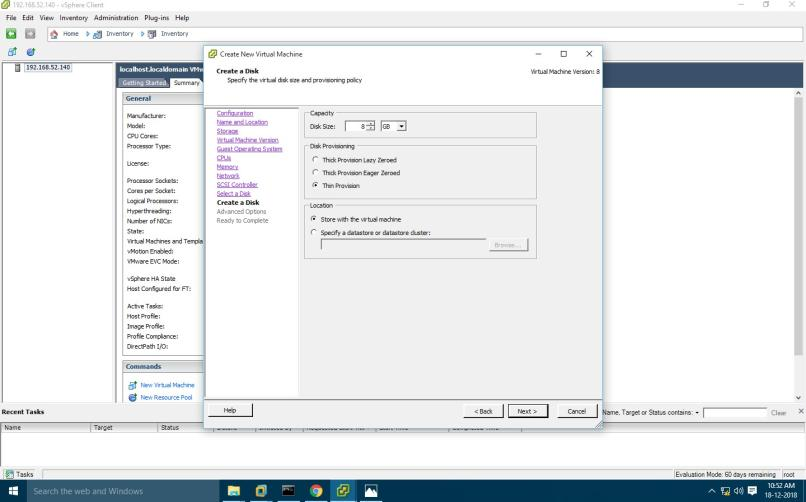 192.168.52.140 - vSphere Client
File Edit View Inventory Administration Plug-ins Help
Home Inventory Inventory
192.168.52.140
localhost.localdomain VMw
Getting Started Summary
General
Manufacturer:
Model:
CPU Cores:
Processor Type:
License:
Processor Sockets:
Cores per Socket:
Logical Processors:
Hyperthreading:
Number of NICs:
State:
Virtual Machines and Templa
vMotion Enabled:
VMware EVC Mode:
vSphere HA State
Host Configured for FT:
Active Tasks:
Host Profile:
Image Profile:
Profile Compliance:
DirectPath I/O:
Commands
New Virtual Machine
New Resource Pool
Create New Virtual Machine
Create a Disk
Specify the virtual disk size and provisioning policy
Virtual Machine Version: 8
Configuration
Name and Location
Storage
Virtual Machine Version
Guest Operating System
CPUs
Memory
Network
SCSI Controller
Select a Disk
Create a Disk
Advanced Options
Ready to Complete
Capacity
Disk Size: 8 GB
Disk Provisioning
Thick Provision Lazy Zeroed
Thick Provision Eager Zeroed
Thin Provision
Location
Store with the virtual machine
Specify a datastore or datastore cluster:
Browse...
Help < Back Next > Cancel
Recent Tasks
Name, Target or Status contains: Clear
Name Target Status
Tasks
Evaluation Mode: 60 days remaining root
Search the web and Windows
10:52 AM
18-12-2018